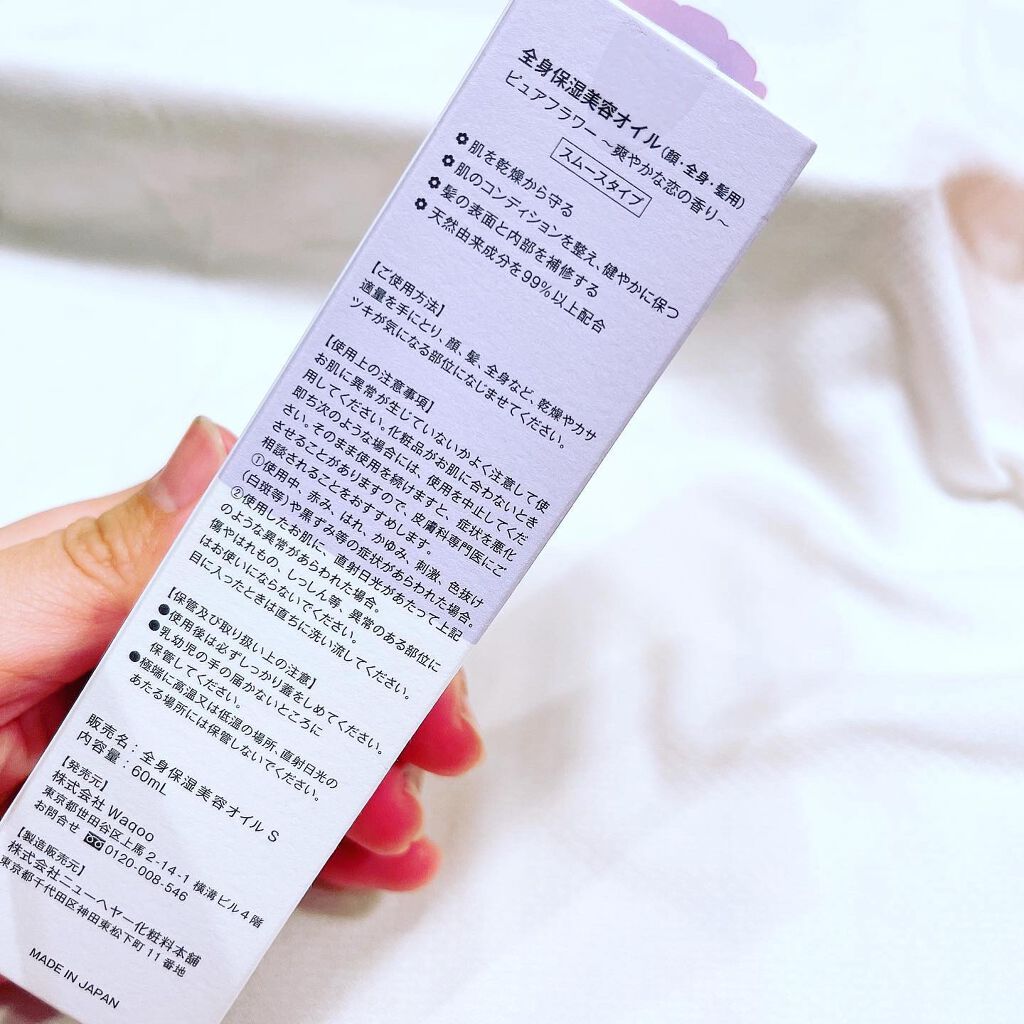 全身保湿美容オイル(顔・全身・髪用)
ピュアフラワー ～爽やかな恋の香り～
スムースタイプ
肌を乾燥から守る
肌のコンディションを整え、健やかに保つ
髪の表面と内部を補修する
天然由来成分を99%以上配合
【ご使用方法】
適量を手にとり、顔、髪、全身など、乾燥やカサ
ツキが気になる部位になじませてください。
【使用上の注意事項】
お肌に異常が生じていないかよく注意して使
用してください。化粧品がお肌に合わないとき
即ち次のような場合には、使用を中止してくだ
さい。そのまま使用を続けますと、症状を悪化
させることがありますので、皮膚科専門医にご
相談されることをおすすめします。
①使用中、赤み、はれ、かゆみ、刺激、色抜け
(白斑等)や黒ずみ等の症状があらわれた場合。
②使用したお肌に、直射日光があたって上記
のような異常があらわれた場合。
傷やはれもの、しっしん等、異常のある部位に
はお使いにならないでください。
目に入ったときは直ちに洗い流してください。
【保管及び取り扱い上の注意】
●使用後は必ずしっかり蓋をしめてください。
●乳幼児の手の届かないところに
保管してください。
●極端に高温又は低温の場所、直射日光の
あたる場所には保管しないでください。
販売名：全身保湿美容オイル S
内容量：60mL
【発売元】
株式会社 Waqoo
東京都世田谷区上馬 2-14-1 横溝ビル4階
お問合せ 0120-008-546
【製造販売元】
株式会社ニューヘヤー化粧料本舗
東京都千代田区神田東松下町 11 番地
MADE IN JAPAN